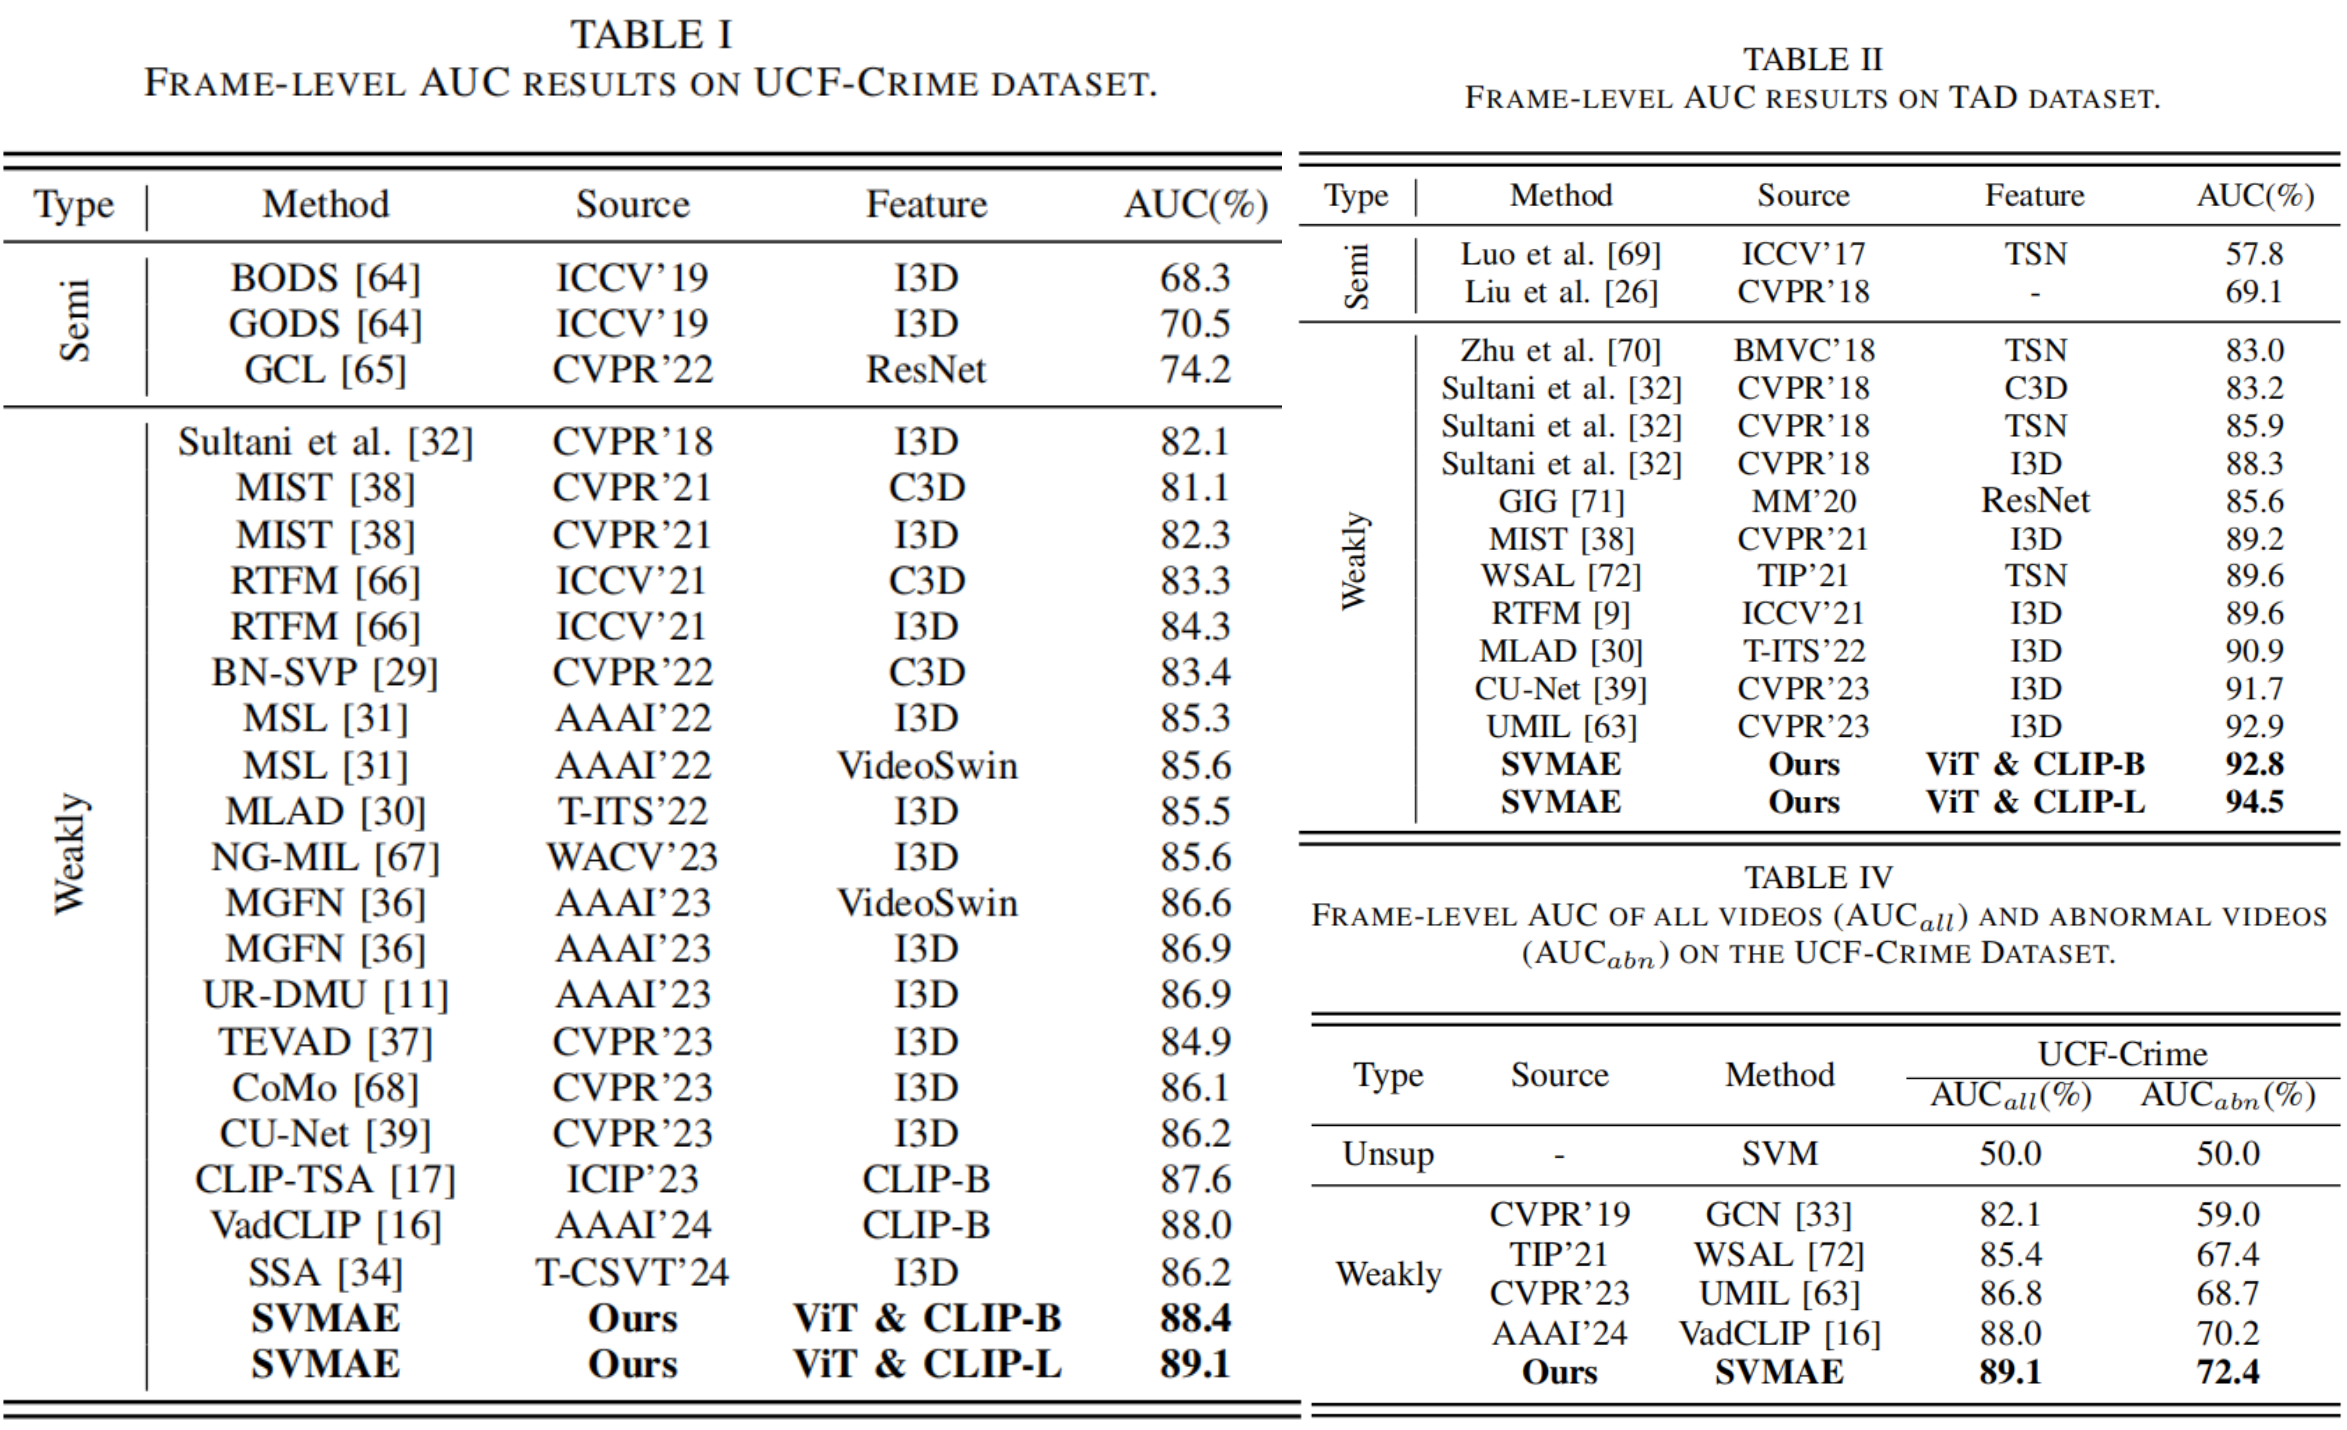 TABLE I
FRAME-LEVEL AUC RESULTS ON UCF-CRIME DATASET.
Type Method Source Feature AUC(%)
Semi
BODS [64] ICCV'19 I3D 68.3
GODS [64] ICCV'19 I3D 70.5
GCL [65] CVPR'22 ResNet 74.2
Weakly
Sultani et al. [32] CVPR'18 I3D 82.1
MIST [38] CVPR'21 C3D 81.1
MIST [38] CVPR'21 I3D 82.3
RTFM [66] ICCV'21 C3D 83.3
RTFM [66] ICCV'21 I3D 84.3
BN-SVP [29] CVPR'22 C3D 83.4
MSL [31] AAAI'22 I3D 85.3
MSL [31] AAAI'22 VideoSwin 85.6
MLAD [30] T-ITS'22 I3D 85.5
NG-MIL [67] WACV'23 I3D 85.6
MGFN [36] AAAI'23 VideoSwin 86.6
MGFN [36] AAAI'23 I3D 86.9
UR-DMU [11] AAAI'23 I3D 86.9
TEVAD [37] CVPR'23 I3D 84.9
CoMo [68] CVPR'23 I3D 86.1
CU-Net [39] CVPR'23 I3D 86.2
CLIP-TSA [17] ICIP'23 CLIP-B 87.6
VadCLIP [16] AAAI'24 CLIP-B 88.0
SSA [34] T-CSVT'24 I3D 86.2
SVMAE Ours ViT & CLIP-B 88.4
SVMAE Ours ViT & CLIP-L 89.1
TABLE II
FRAME-LEVEL AUC RESULTS ON TAD DATASET.
Type Method Source Feature AUC(%)
Semi
Luo et al. [69] ICCV'17 TSN 57.8
Liu et al. [26] CVPR'18 - 69.1
Weakly
Zhu et al. [70] BMVC'18 TSN 83.0
Sultani et al. [32] CVPR'18 C3D 83.2
Sultani et al. [32] CVPR'18 TSN 85.9
Sultani et al. [32] CVPR'18 I3D 88.3
GIG [71] MM'20 ResNet 85.6
MIST [38] CVPR'21 I3D 89.2
WSAL [72] TIP'21 TSN 89.6
RTFM [9] ICCV'21 I3D 89.6
MLAD [30] T-ITS'22 I3D 90.9
CU-Net [39] CVPR'23 I3D 91.7
UMIL [63] CVPR'23 I3D 92.9
SVMAE Ours ViT & CLIP-B 92.8
SVMAE Ours ViT & CLIP-L 94.5
TABLE IV
FRAME-LEVEL AUC OF ALL VIDEOS (AUCall) AND ABNORMAL VIDEOS
(AUCabn) ON THE UCF-CRIME DATASET.
Type Source Method UCF-Crime
AUCall(%) AUCabn(%)
Unsup - SVM 50.0 50.0
Weakly
CVPR'19 GCN [33] 82.1 59.0
TIP'21 WSAL [72] 85.4 67.4
CVPR'23 UMIL [63] 86.8 68.7
AAAI'24 VadCLIP [16] 88.0 70.2
Ours SVMAE 89.1 72.4